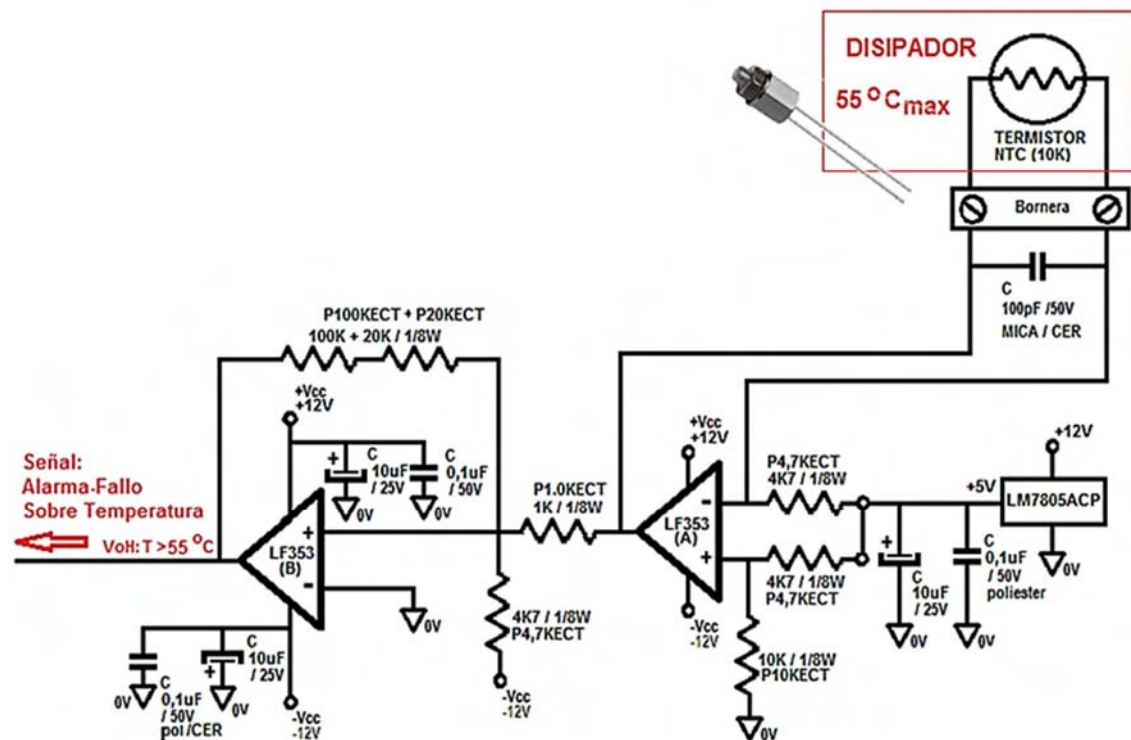 DISIPADOR
55 °C max
TERMISTOR
NTC (10K)
Bornera
C
100pF /50V
MICA / CER
P100KECT + P20KECT
100K + 20K / 1/8W
+Vcc
+12V
C
10uF
/ 25V
C
0,1uF
/ 50V
0V
0V
Señal:
Alarma-Fallo
Sobre Temperatura
VoH: T >55 °C
LF353
(B)
+
-
0V
P1.0KECT
1K / 1/8W
4K7 / 1/8W
P4,7KECT
-Vcc
-12V
C
0,1uF
/ 50V
pol /CER
0V
C
10uF
/ 25V
+
0V
-Vcc
-12V
+Vcc
+12V
LF353
(A)
-
+
-Vcc
-12V
P4,7KECT
4K7 / 1/8W
4K7 / 1/8W
P4,7KECT
10K / 1/8W
P10KECT
0V
+5V
+12V
LM7805ACP
0V
+
C
10uF
/ 25V
0V
C
0,1uF
/ 50V
poliester
0V